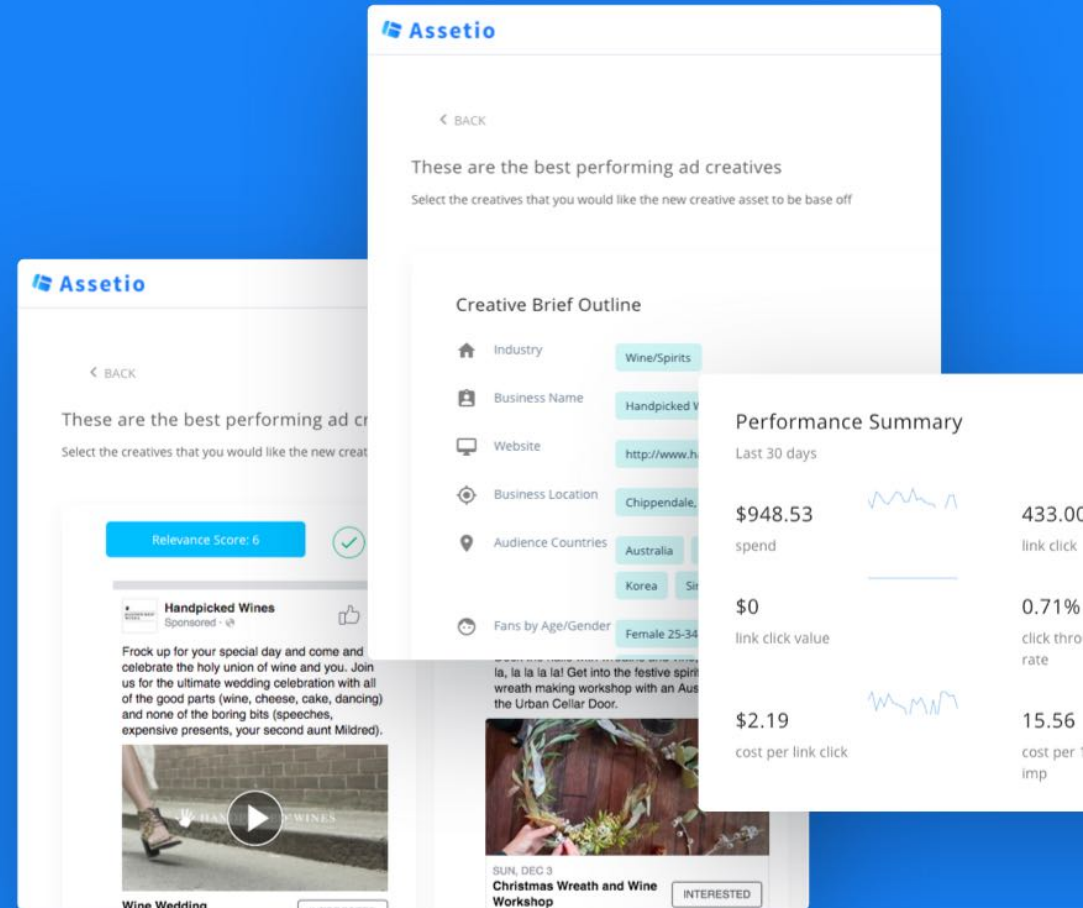 Assetio
BACK
These are the best performing ad creatives
Select the creatives that you would like the new creative asset to be base off
Creative Brief Outline
Industry
Wine/Spirits
Business Name
Handpicked W
Website
http://www.h
Business Location
Chippendale,
Audience Countries
Australia
Korea
Sin
Fans by Age/Gender
Female 25-34
Assetio
BACK
These are the best performing ad cr
Select the creatives that you would like the new creat
Relevance Score: 6
Handpicked Wines
Sponsored ·
Frock up for your special day and come and
celebrate the holy union of wine and you. Join
us for the ultimate wedding celebration with all
of the good parts (wine, cheese, cake, dancing)
and none of the boring bits (speeches,
expensive presents, your second aunt Mildred).
WINES
Wine Wedding
la, la la la la! Get into the festive spiri
wreath making workshop with an Aus
the Urban Cellar Door.
SUN, DEC 3
Christmas Wreath and Wine
Workshop
INTERESTED
Performance Summary
Last 30 days
$948.53
spend
433.00
link click
$0
link click value
0.71%
click thro
rate
$2.19
cost per link click
15.56
cost per 1
imp